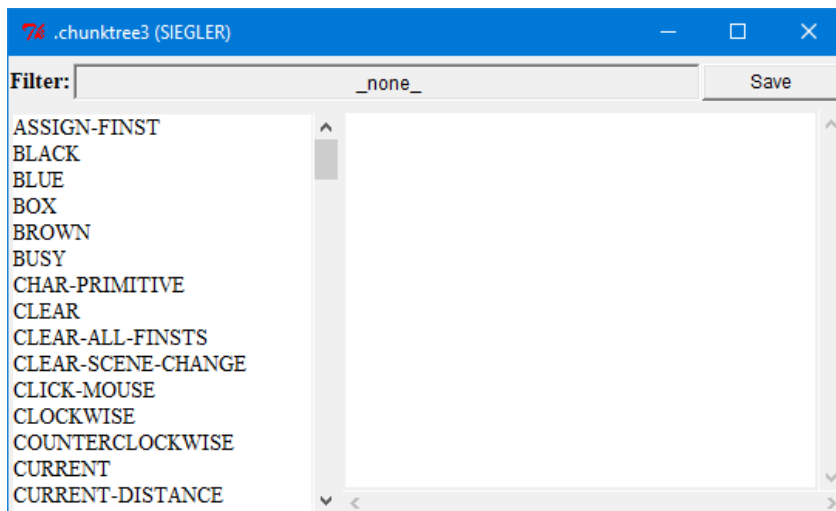 .chunktree3 (SIEGLER)
Filter: _none_ Save
ASSIGN-FINST
BLACK
BLUE
BOX
BROWN
BUSY
CHAR-PRIMITIVE
CLEAR
CLEAR-ALL-FINSTS
CLEAR-SCENE-CHANGE
CLICK-MOUSE
CLOCKWISE
COUNTERCLOCKWISE
CURRENT
CURRENT-DISTANCE